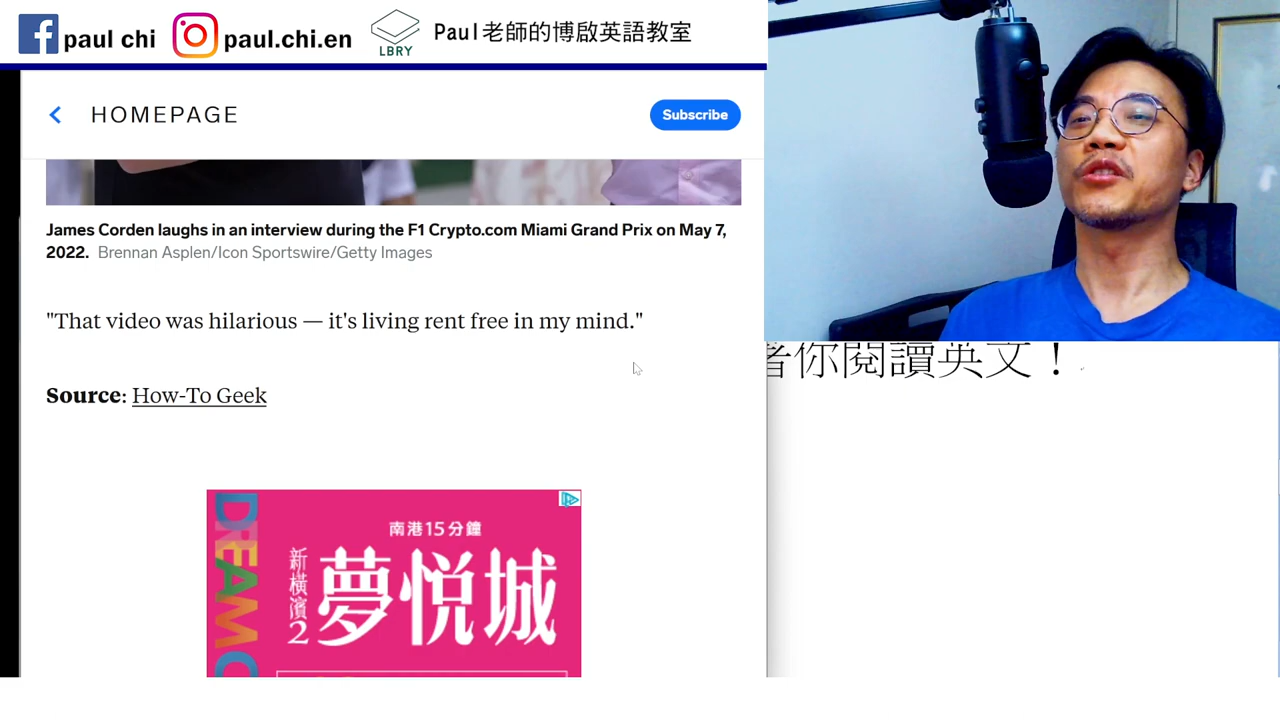 paul chi
paul.chi.en
LBRY
Paul老師的博啟英語教室
HOMEPAGE
Subscribe
James Corden laughs in an interview during the F1 Crypto.com Miami Grand Prix on May 7,
2022. Brennan Asplen/Icon Sportswire/Getty Images
"That video was hilarious — it's living rent free in my mind."
Source: How-To Geek
者你閱讀英文！
南港15分鐘
新橫濱2
夢悦城
DREAM C